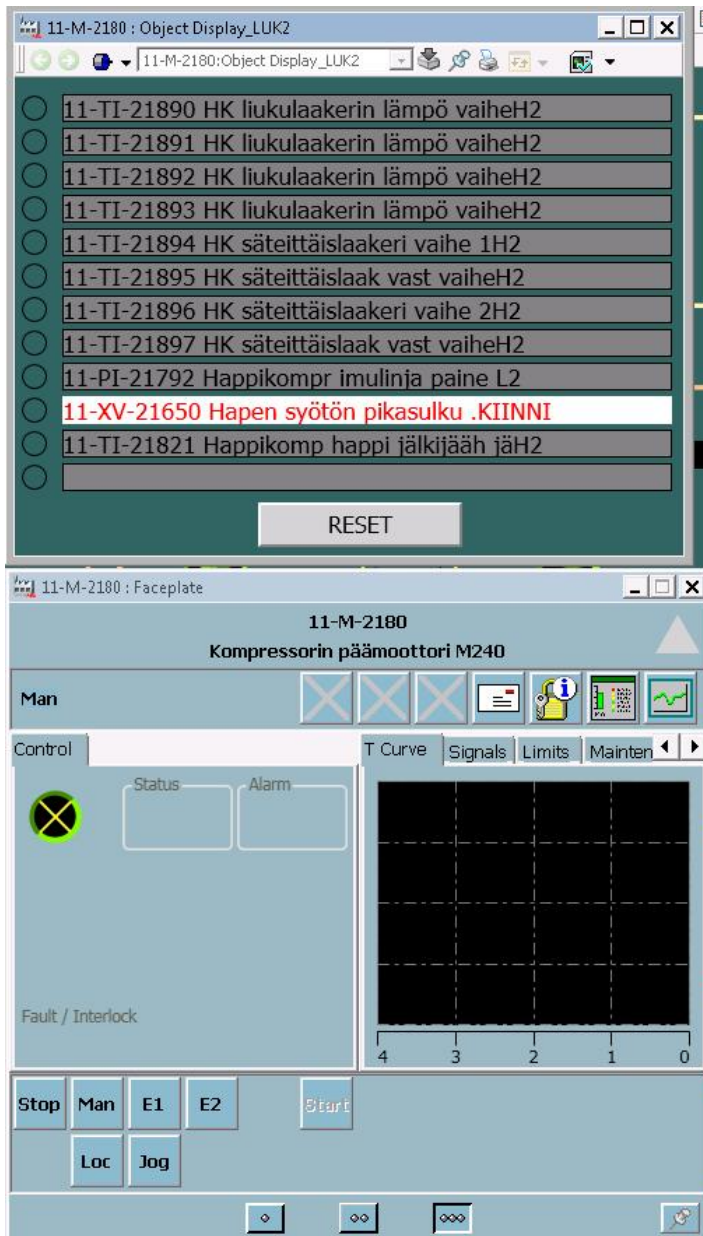 11-M-2180 : Object Display_LUK2
11-M-2180:Object Display_LUK2
11-TI-21890 HK liukulaakerin lämpö vaiheH2
11-TI-21891 HK liukulaakerin lämpö vaiheH2
11-TI-21892 HK liukulaakerin lämpö vaiheH2
11-TI-21893 HK liukulaakerin lämpö vaiheH2
11-TI-21894 HK säteittäislaakeri vaihe 1H2
11-TI-21895 HK säteittäislaak vast vaiheH2
11-TI-21896 HK säteittäislaakeri vaihe 2H2
11-TI-21897 HK säteittäislaak vast vaiheH2
11-PI-21792 Happikompr imulinja paine L2
11-XV-21650 Hapen syötön pikasulku .KIINNI
11-TI-21821 Happikomp happi jälkijääh jäH2
RESET
11-M-2180 : Faceplate
11-M-2180
Kompressorin päämoottori M240
Man
Control
T Curve Signals Limits Mainten
Status Alarm
Fault / Interlock
4 3 2 1 0
Stop Man E1 E2 Start
Loc Jog